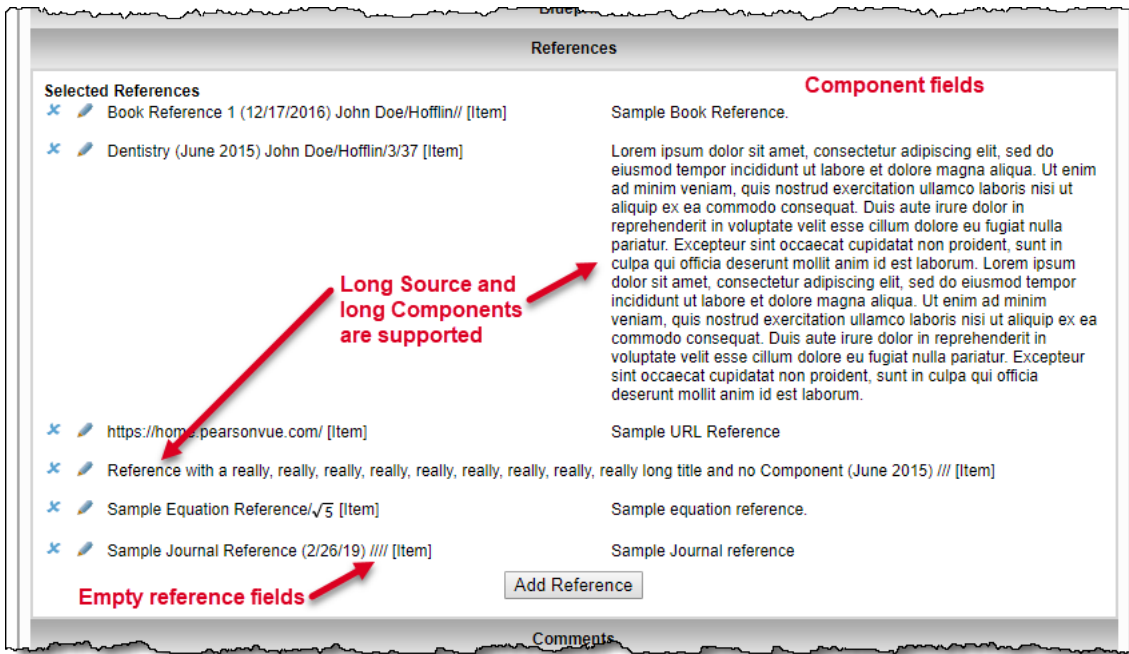 References
Component fields
Selected References
Book Reference 1 (12/17/2016) John Doe/Hofflin// [Item]
Sample Book Reference.
Dentistry (June 2015) John Doe/Hofflin/3/37 [Item]
Lorem ipsum dolor sit amet, consectetur adipiscing elit, sed do
eiusmod tempor incididunt ut labore et dolore magna aliqua. Ut enim
ad minim veniam, quis nostrud exercitation ullamco laboris nisi ut
aliquip ex ea commodo consequat. Duis aute irure dolor in
reprehenderit in voluptate velit esse cillum dolore eu fugiat nulla
pariatur. Excepteur sint occaecat cupidatat non proident, sunt in
culpa qui officia deserunt mollit anim id est laborum. Lorem ipsum
dolor sit amet, consectetur adipiscing elit, sed do eiusmod tempor
incididunt ut labore et dolore magna aliqua. Ut enim ad minim
veniam, quis nostrud exercitation ullamco laboris nisi ut aliquip ex ea
commodo consequat. Duis aute irure dolor in reprehenderit in
voluptate velit esse cillum dolore eu fugiat nulla pariatur. Excepteur
sint occaecat cupidatat non proident, sunt in culpa qui officia
deserunt mollit anim id est laborum.
Long Source and
long Components
are supported
https://home.pearsonvue.com/ [Item]
Sample URL Reference
Reference with a really, really, really, really, really, really, really, really, really long title and no Component (June 2015) /// [Item]
Sample Equation Reference/√5 [Item]
Sample equation reference.
Sample Journal Reference (2/26/19) //// [Item]
Sample Journal reference
Empty reference fields
Add Reference
Comments